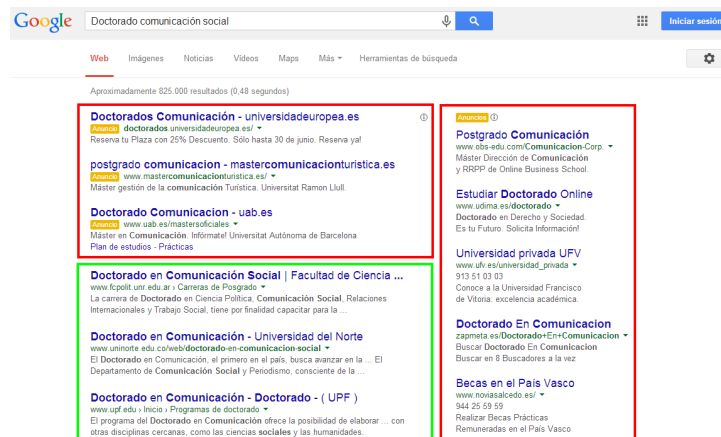 Google
Doctorado comunicación social
Iniciar sesión
Web Imágenes Noticias Vídeos Maps Más Herramientas de búsqueda
Aproximadamente 825.000 resultados (0,48 segundos)
Doctorados Comunicación - universidadeuropea.es
Anuncio doctorados.universidadeuropea.es/
Reserva tu Plaza con 25% Descuento. Sólo hasta 30 de junio. Reserva ya!
postgrado comunicacion - mastercomunicacionturistica.es
Anuncio www.mastercomunicacionturistica.es/
Máster gestión de la comunicación Turística. Universitat Ramon Llull.
Doctorado Comunicacion - uab.es
Anuncio www.uab.es/mastersoficiales
Máster en Comunicación. Infórmate! Universitat Autònoma de Barcelona
Plan de estudios - Prácticas
Doctorado en Comunicación Social | Facultad de Ciencia ...
www.fcpolit.unr.edu.ar › Carreras de Posgrado
La carrera de Doctorado en Ciencia Política, Comunicación Social, Relaciones
Internacionales y Trabajo Social, tiene por finalidad capacitar para la ...
Doctorado en Comunicación - Universidad del Norte
www.uninorte.edu.co/web/doctorado-en-comunicacion-social
El Doctorado en Comunicación, el primero en el país, busca avanzar en la ... El
Departamento de Comunicación Social y Periodismo, consciente de la ...
Doctorado en Comunicación - Doctorado - ( UPF )
www.upf.edu › Inicio › Programas de doctorado
El programa del Doctorado en Comunicación ofrece la posibilidad de elaborar ... con
otras disciplinas cercanas, como las ciencias sociales y las humanidades.
Anuncios
Postgrado Comunicación
www.obs-edu.com/Comunicacion-Corp.
Máster Dirección de Comunicación
y RRPP de Online Business School.
Estudiar Doctorado Online
www.udima.es/doctorado
Doctorado en Derecho y Sociedad.
Es tu Futuro. Solicita Información!
Universidad privada UFV
www.ufv.es/universidad_privada
913 51 03 03
Conoce a la Universidad Francisco
de Vitoria: excelencia académica.
Doctorado En Comunicacion
zapmeta.es/Doctorado+En+Comunicacion
Buscar Doctorado En Comunicacion
Buscar en 8 Buscadores a la vez
Becas en el País Vasco
www.noviasalcedo.es/
944 25 59 59
Realizar Becas Prácticas
Remuneradas en el País Vasco